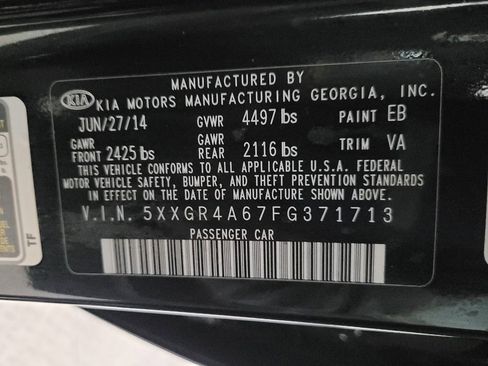 MANUFACTURED BY
KIA KIA MOTORS MANUFACTURING GEORGIA, INC.
JUN/27/14 GVWR 4497 lbs PAINT EB
GAWR FRONT 2425 lbs GAWR REAR 2116 lbs TRIM VA
THIS VEHICLE CONFORMS TO ALL APPLICABLE U.S.A. FEDERAL
MOTOR VEHICLE SAFETY, BUMPER, AND THEFT PREVENTION STANDARDS
IN EFFECT ON THE DATE OF MANUFACTURE SHOWN ABOVE.
V.I.N. 5XXGR4A67FG371713
PASSENGER CAR
TF